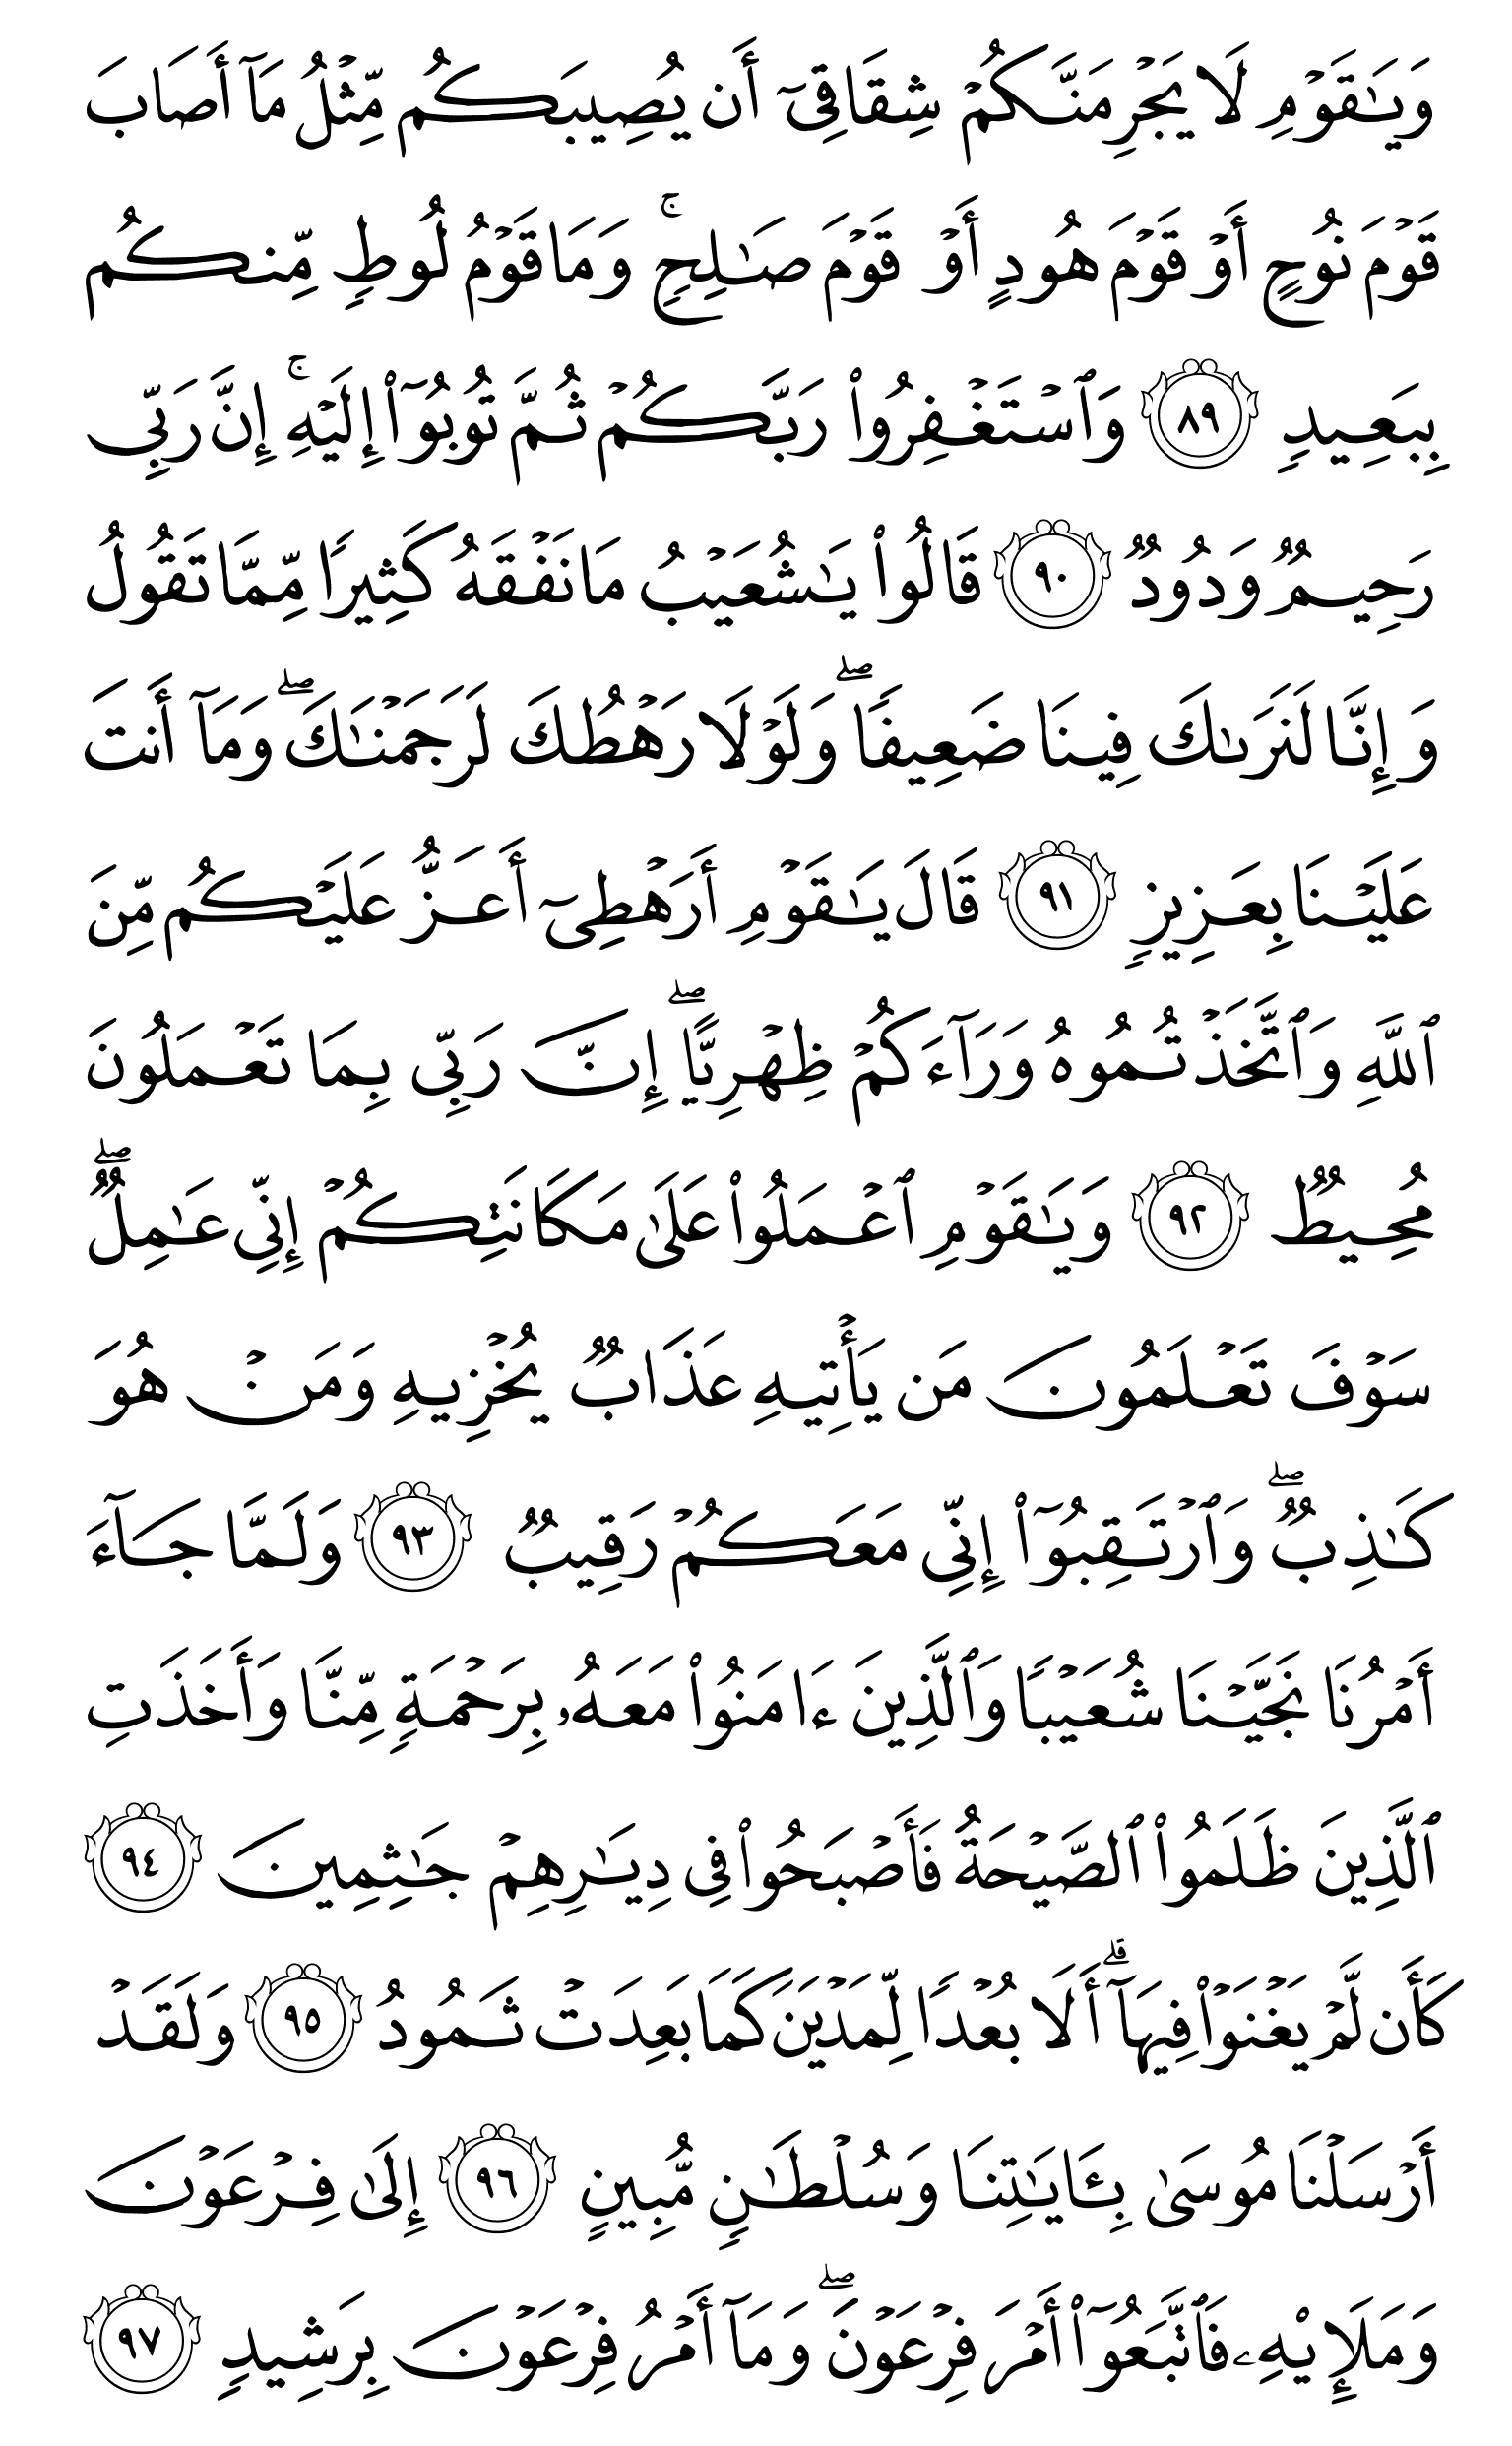 وَيَٰقَوْمِ لَا يَجْرِمَنَّكُمْ شِقَاقِىٓ أَن يُصِيبَكُم مِّثْلُ مَآ أَصَابَ
قَوْمَ نُوحٍ أَوْ قَوْمَ هُودٍ أَوْ قَوْمَ صَٰلِحٍۚ وَمَا قَوْمُ لُوطٍ مِّنكُم
بِبَعِيدٍ ٨٩ وَٱسْتَغْفِرُوا۟ رَبَّكُمْ ثُمَّ تُوبُوٓا۟ إِلَيْهِۚ إِنَّ رَبِّى
رَحِيمٌ وَدُودٌ ٩٠ قَالُوا۟ يَٰشُعَيْبُ مَا نَفْقَهُ كَثِيرًا مِّمَّا تَقُولُ
وَإِنَّا لَنَرَىٰكَ فِينَا ضَعِيفًاۖ وَلَوْلَا رَهْطُكَ لَرَجَمْنَٰكَۖ وَمَآ أَنتَ
عَلَيْنَا بِعَزِيزٍ ٩١ قَالَ يَٰقَوْمِ أَرَهْطِىٓ أَعَزُّ عَلَيْكُم مِّنَ
ٱللَّهِ وَٱتَّخَذْتُمُوهُ وَرَآءَكُمْ ظِهْرِيًّاۖ إِنَّ رَبِّى بِمَا تَعْمَلُونَ
مُحِيطٌ ٩٢ وَيَٰقَوْمِ ٱعْمَلُوا۟ عَلَىٰ مَكَانَتِكُمْ إِنِّى عَٰمِلٌۖ
سَوْفَ تَعْلَمُونَ مَن يَأْتِيهِ عَذَابٌ يُخْزِيهِ وَمَنْ هُوَ
كَٰذِبٌۖ وَٱرْتَقِبُوٓا۟ إِنِّى مَعَكُمْ رَقِيبٌ ٩٣ وَلَمَّا جَآءَ
أَمْرُنَا نَجَّيْنَا شُعَيْبًا وَٱلَّذِينَ ءَامَنُوا۟ مَعَهُۥ بِرَحْمَةٍ مِّنَّا وَأَخَذَتِ
ٱلَّذِينَ ظَلَمُوا۟ ٱلصَّيْحَةُ فَأَصْبَحُوا۟ فِى دِيَٰرِهِمْ جَٰثِمِينَ ٩٤
كَأَن لَّمْ يَغْنَوْا۟ فِيهَآۗ أَلَا بُعْدًا لِّمَدْيَنَ كَمَا بَعِدَتْ ثَمُودُ ٩٥ وَلَقَدْ
أَرْسَلْنَا مُوسَىٰ بِـَٔايَٰتِنَا وَسُلْطَٰنٍ مُّبِينٍ ٩٦ إِلَىٰ فِرْعَوْنَ
وَمَلَإِي۟هِۦ فَٱتَّبَعُوٓا۟ أَمْرَ فِرْعَوْنَۖ وَمَآ أَمْرُ فِرْعَوْنَ بِرَشِيدٍ ٩٧